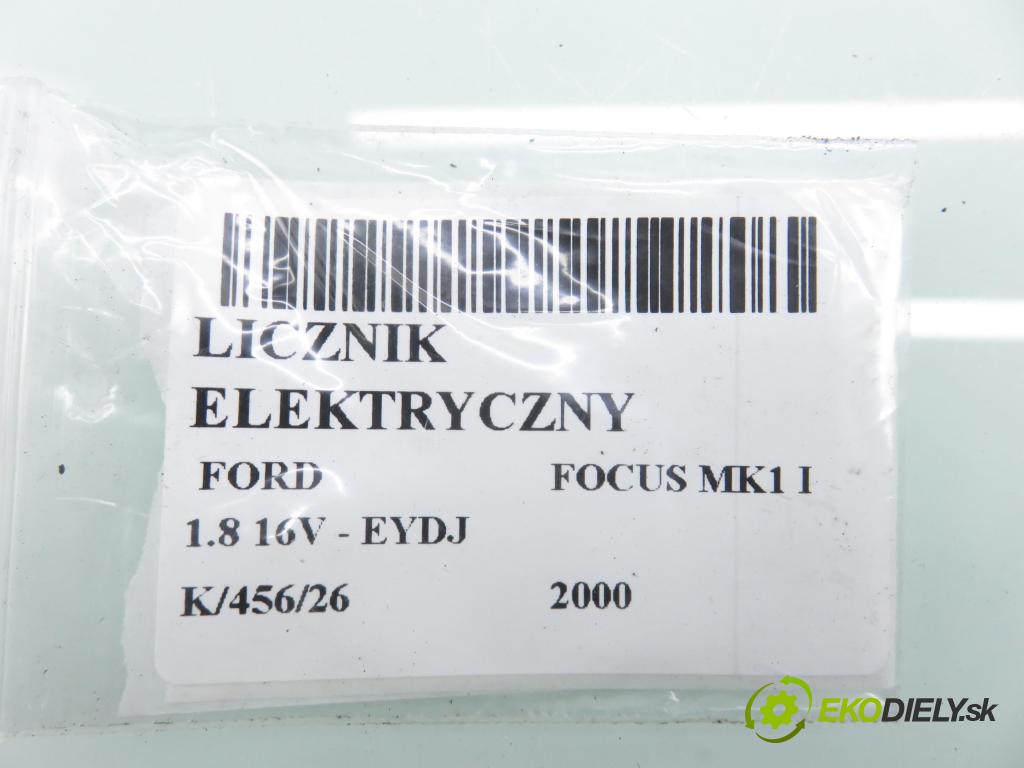 LICZNIK
ELEKTRYCZNY
FORD FOCUS MK1 I
1.8 16V - EYDJ
K/456/26 2000
EKODIELY.sk